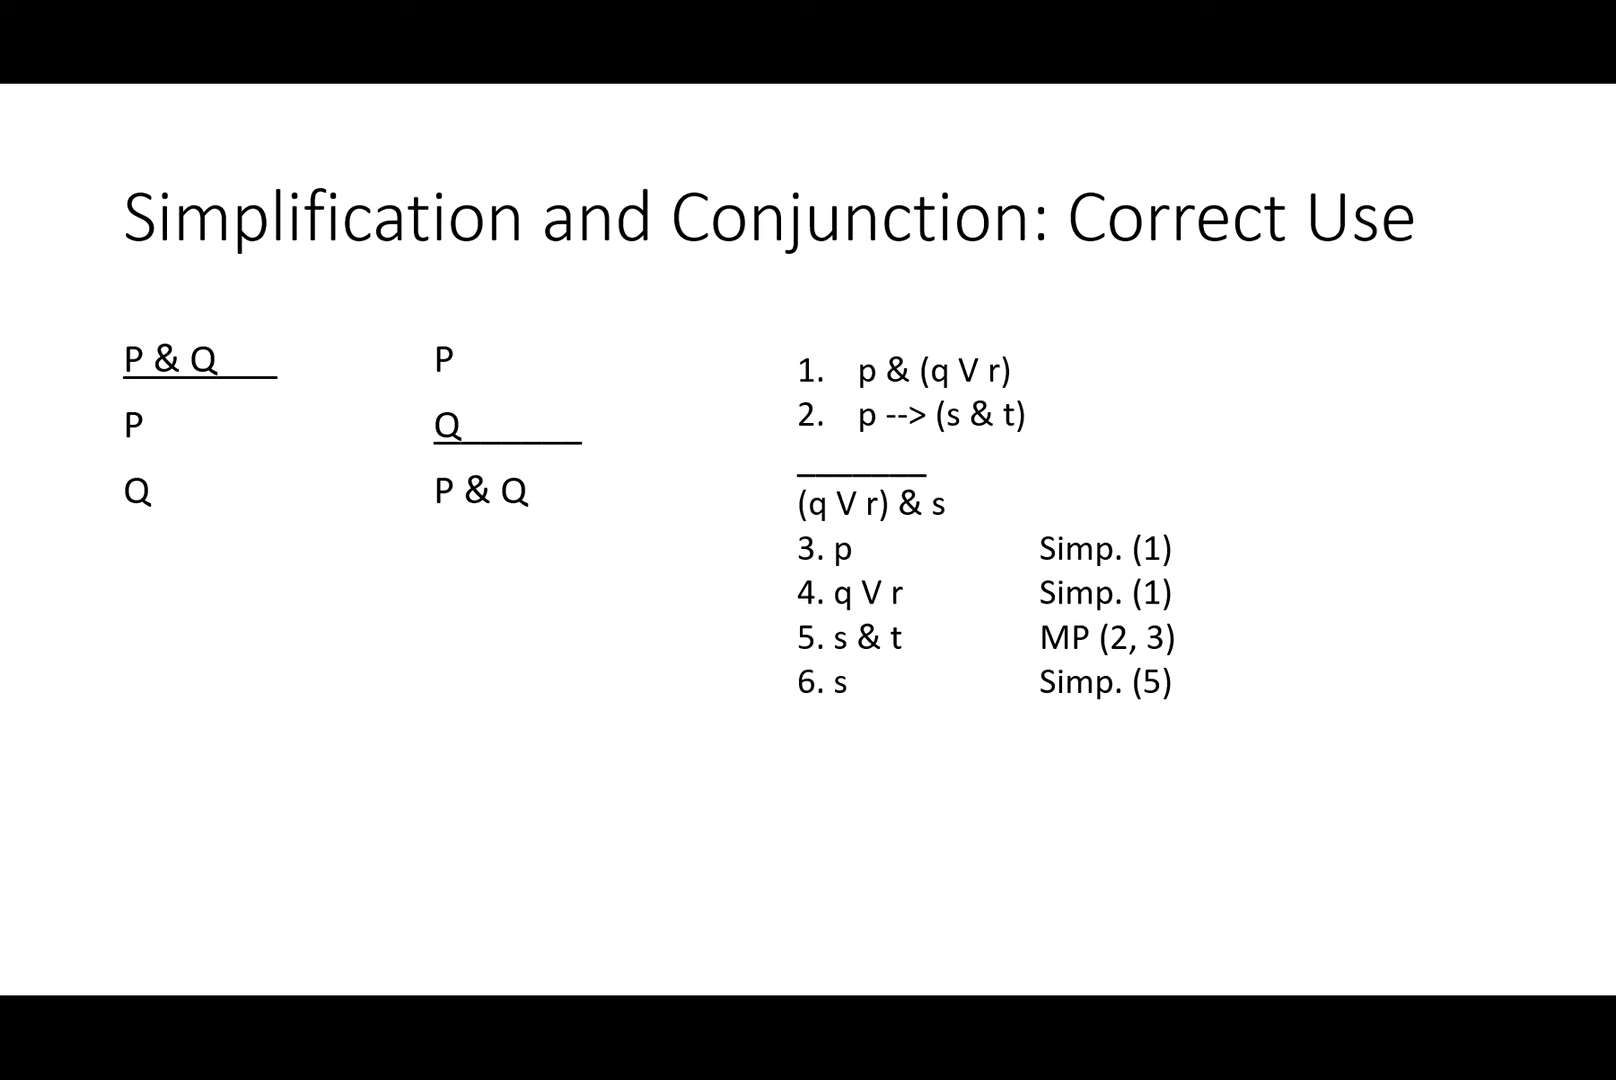 Simplification and Conjunction: Correct Use
P & Q
P
Q
P
Q
P & Q
1. p & (q V r)
2. p --> (s & t)
(q V r) & s
3. p Simp. (1)
4. q V r Simp. (1)
5. s & t MP (2, 3)
6. s Simp. (5)